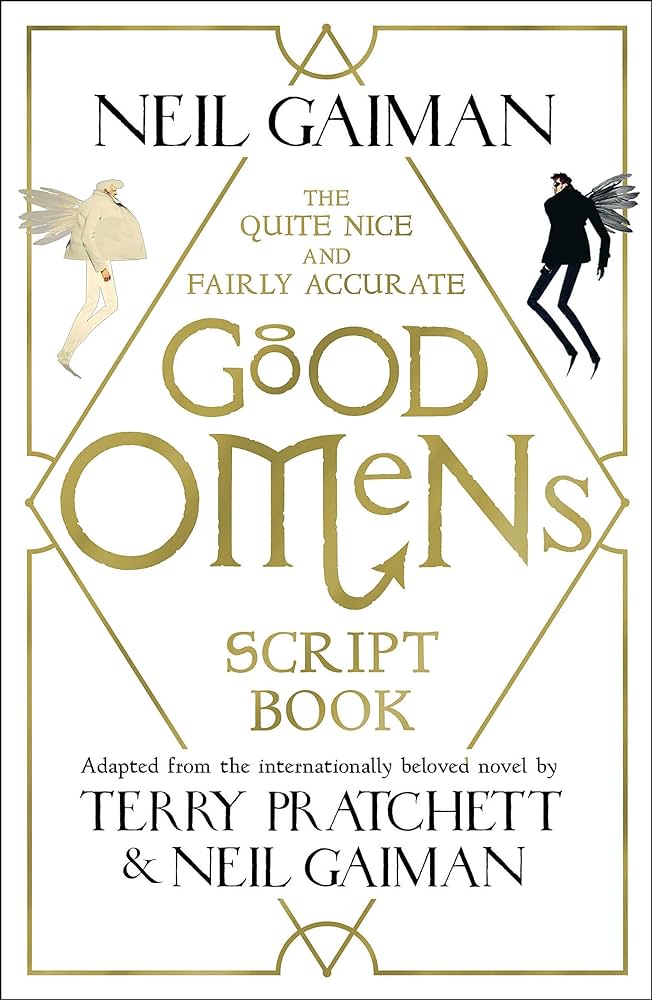 NEIL GAIMAN
THE
QUITE NICE
AND
FAIRLY ACCURATE
GOOD
OMeNS
SCRIPT
BOOK
Adapted from the internationally beloved novel by
TERRY PRATCHETT
& NEIL GAIMAN